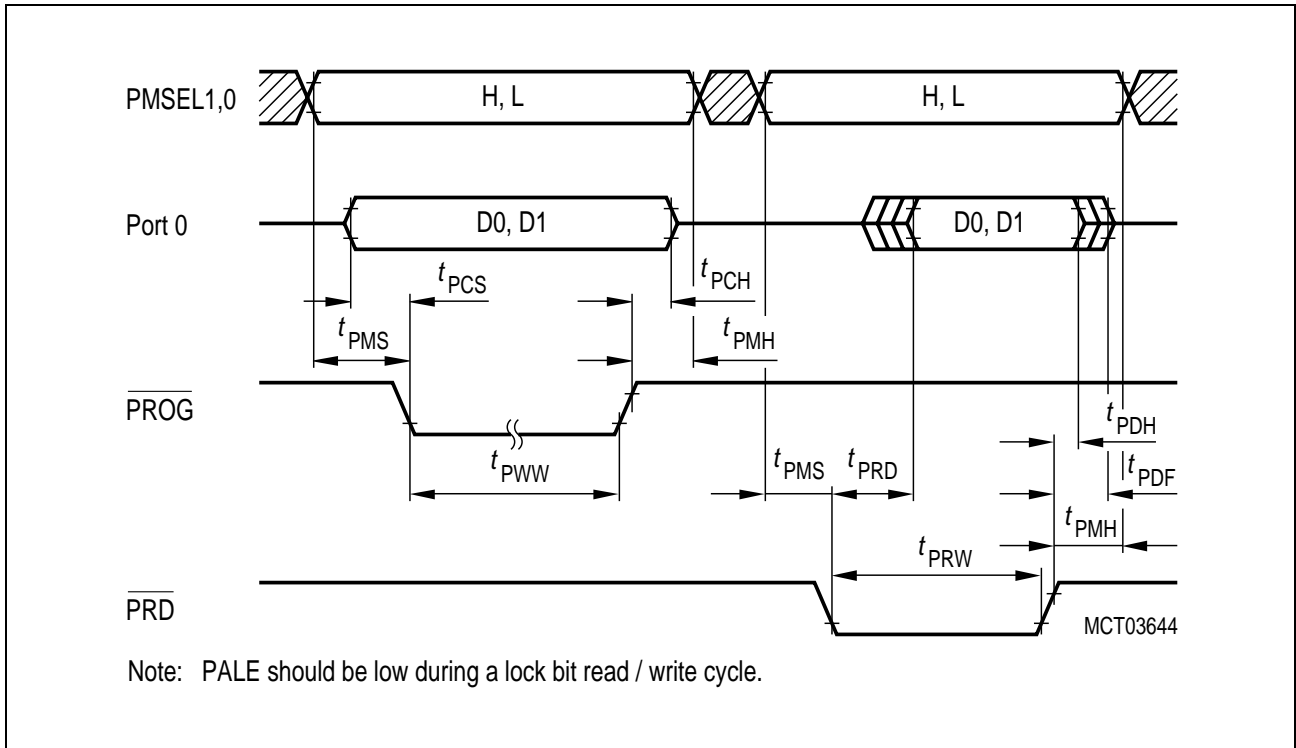 PMSEL1,0
H, L
H, L
Port 0
D0, D1
D0, D1
tPCS
tPCH
tPMS
tPMH
PROG
tPWW
tPMS
tPRD
tPDH
tPDF
tPMH
tPRW
PRD
MCT03644
Note: PALE should be low during a lock bit read / write cycle.